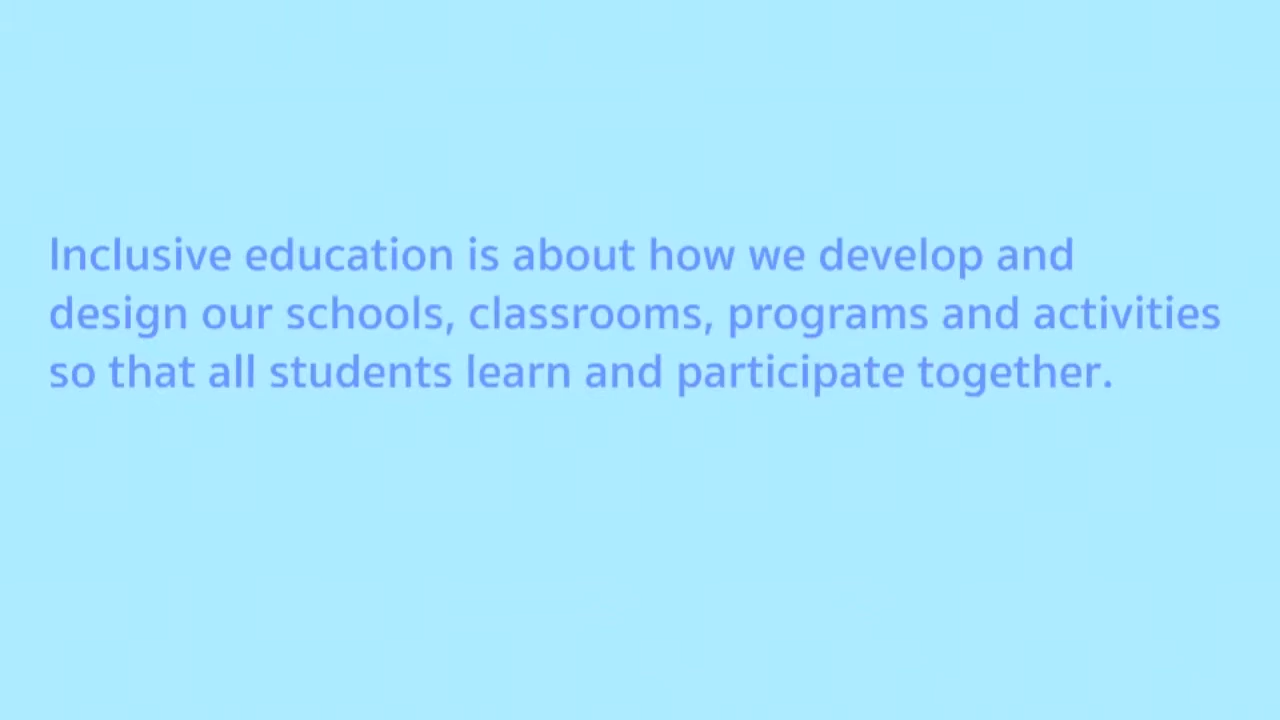 Inclusive education is about how we develop and
design our schools, classrooms, programs and activities
so that all students learn and participate together.